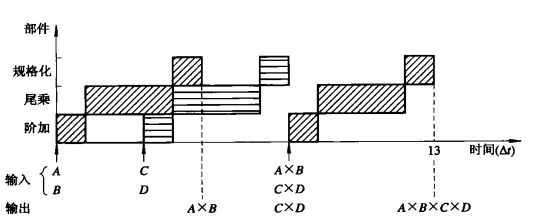 部件
规格化
尾乘
阶加
13 时间(Δt)
输入 { A C A×B
B D C×D
输出 A×B C×D A×B×C×D